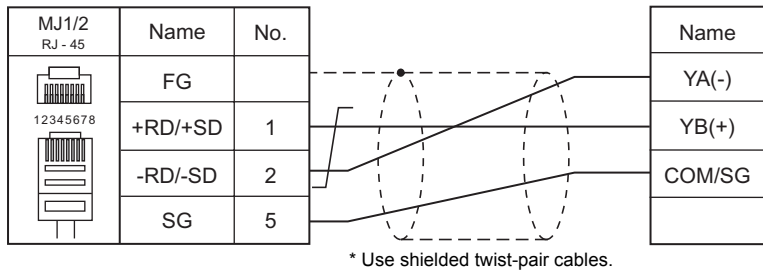 MJ1/2 Name No. Name
RJ - 45
FG YA(-)
12345678
+RD/+SD 1 YB(+)
-RD/-SD 2 COM/SG
SG 5
* Use shielded twist-pair cables.